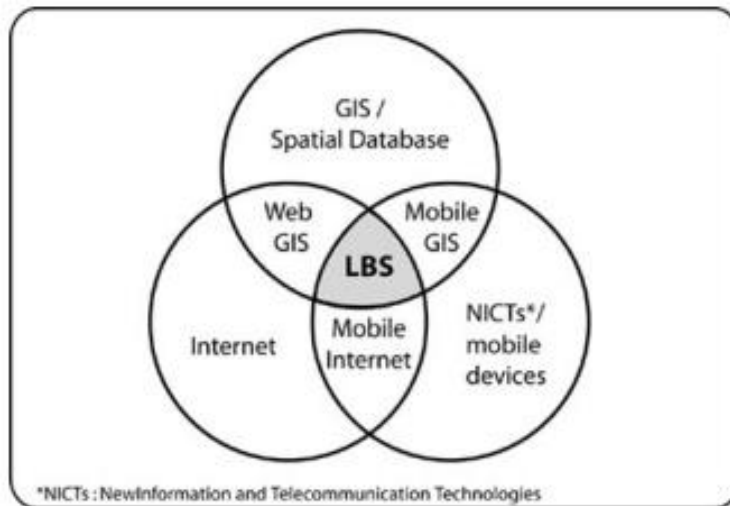 GIS /
Spatial Database
Web
GIS
Mobile
GIS
LBS
Internet
Mobile
Internet
NICTs*/
mobile
devices
*NICTs : NewInformation and Telecommunication Technologies